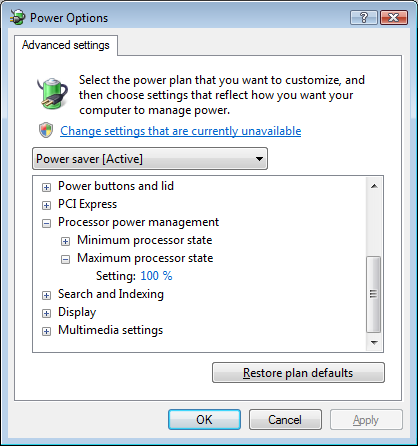 Power Options
Advanced settings
Select the power plan that you want to customize, and
then choose settings that reflect how you want your
computer to manage power.
Change settings that are currently unavailable
Power saver [Active]
Power buttons and lid
PCI Express
Processor power management
Minimum processor state
Maximum processor state
Setting: 100 %
Search and Indexing
Display
Multimedia settings
Restore plan defaults
OK Cancel Apply